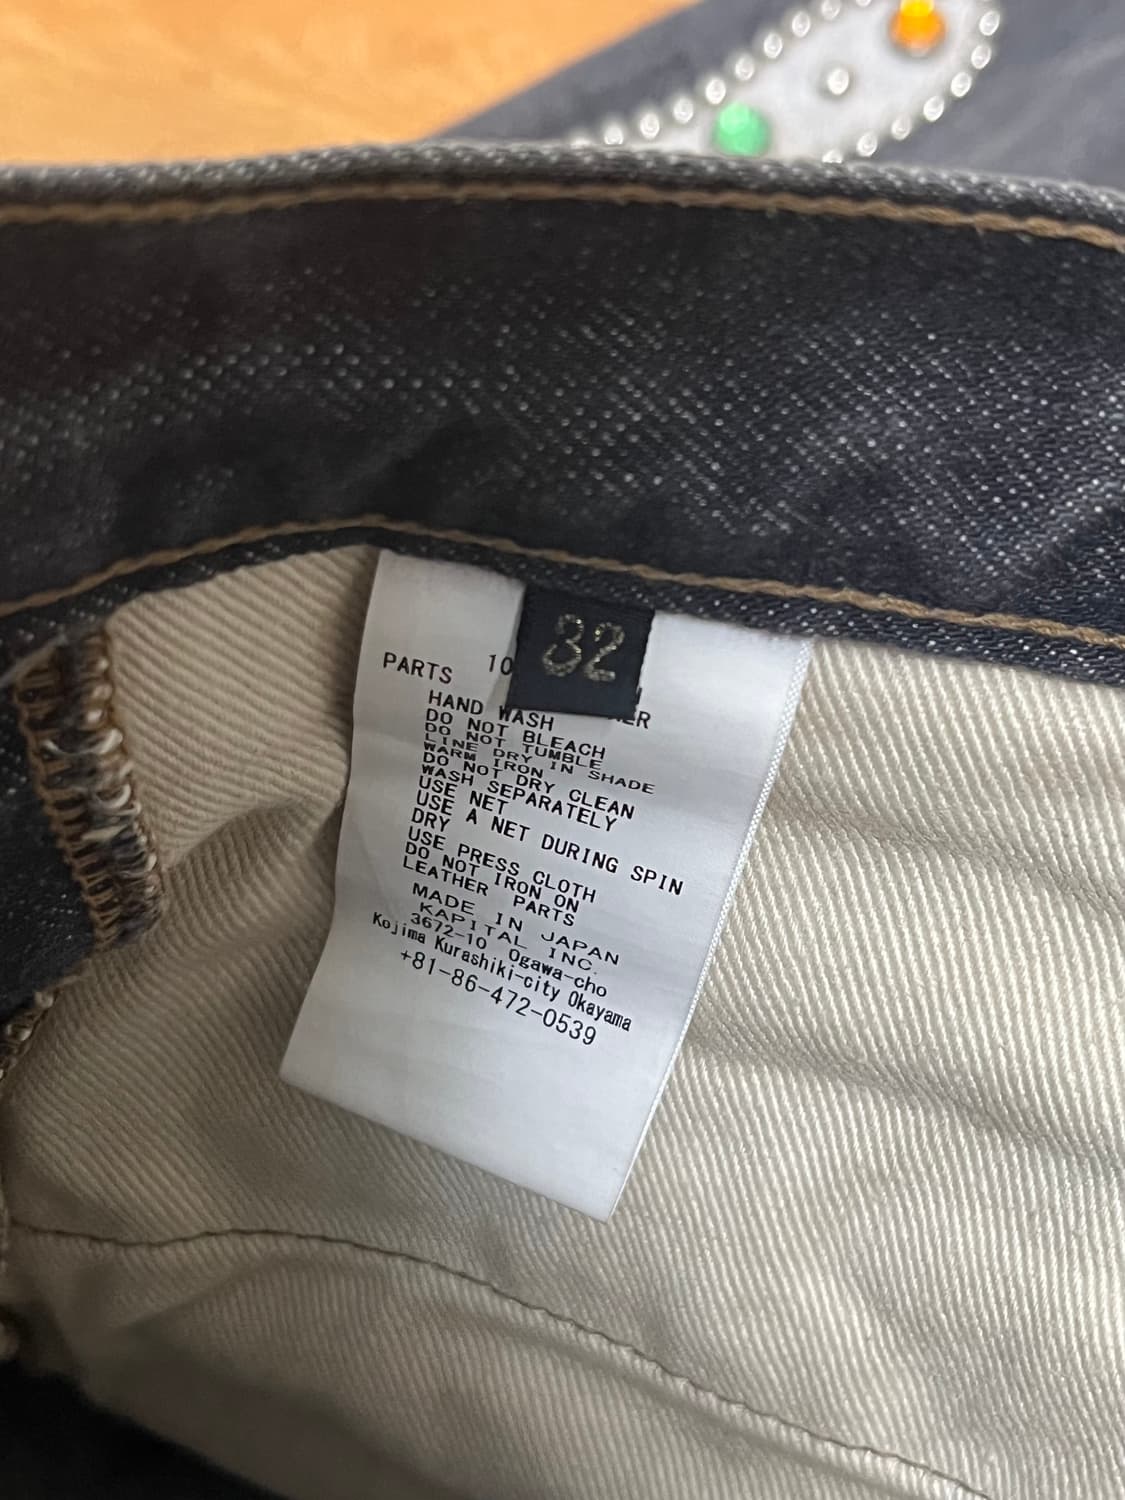 32
PARTS 10
HAND WASH
DO NOT BLEACH
DO NOT TUMBLE
LINE DRY IN SHADE
WARM IRON
DO NOT DRY CLEAN
WASH SEPARATELY
USE NET
USE NET
DRY A NET DURING SPIN
USE PRESS CLOTH
DO NOT IRON ON
LEATHER PARTS
MADE IN JAPAN
KAPITAL INC.
3672-10 Ogawa-cho
Kojima Kurashiki-city Okayama
+81-86-472-0539